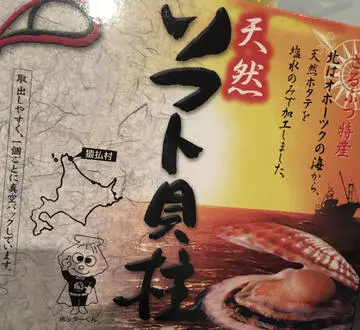 さるふつ特産
北はオホーツクの海から、
天然ホタテを
塩水のみで加工しました。
天然
ソフト貝柱
取出しやすく、一個ごとに真空パックしています。
猿払村
ホッターくん